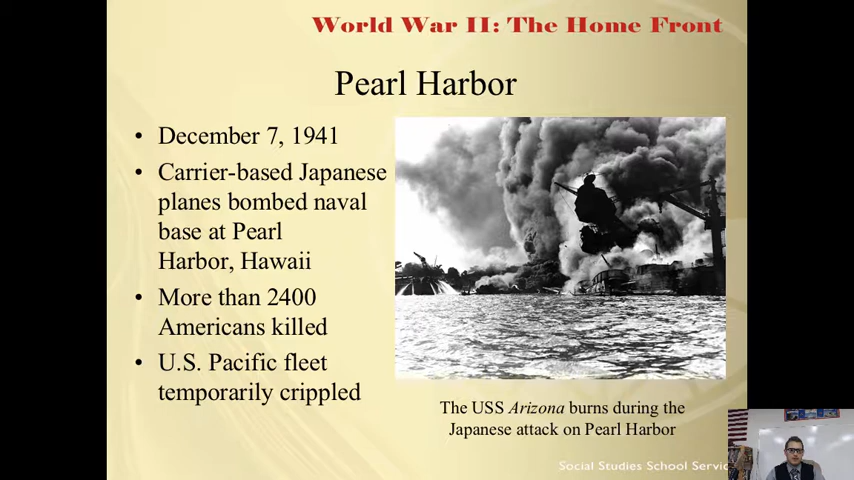 World War II: The Home Front
Pearl Harbor
• December 7, 1941
• Carrier-based Japanese
planes bombed naval
base at Pearl
Harbor, Hawaii
• More than 2400
Americans killed
• U.S. Pacific fleet
temporarily crippled
The USS Arizona burns during the
Japanese attack on Pearl Harbor
Social Studies School Servic